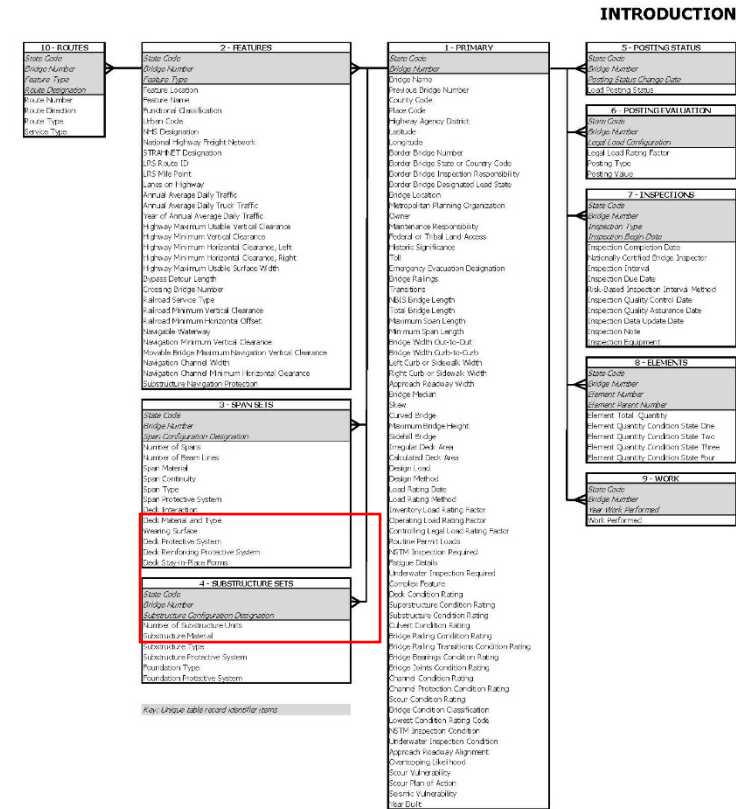 INTRODUCTION
10 - ROUTES
State Code
Bridge Number
Feature Type
Route Designation
Route Number
Route Direction
Route Type
Service Type
2 - FEATURES
State Code
Bridge Number
Feature Type
Feature Location
Feature Name
Functional Classification
Urban Code
NHS Designation
National Highway Freight Network
STRAHNET Designation
LRS Route ID
LRS Mile Point
Lanes on Highway
Annual Average Daily Traffic
Annual Average Daily Truck Traffic
Year of Annual Average Daily Traffic
Highway Maximum Usable Vertical Clearance
Highway Minimum Vertical Clearance
Highway Minimum Horizontal Clearance, Left
Highway Minimum Horizontal Clearance, Right
Highway Maximum Usable Surface Width
Bypass Detour Length
Crossing Bridge Number
Railroad Service Type
Railroad Minimum Vertical Clearance
Railroad Minimum Horizontal Offset
Navigable Waterway
Navigation Minimum Vertical Clearance
Movable Bridge Maximum Navigation Vertical Clearance
Navigation Channel Width
Navigation Channel Minimum Horizontal Clearance
Substructure Navigation Protection
3 - SPAN SETS
State Code
Bridge Number
Span Configuration Designation
Number of Spans
Number of Beam Lines
Span Material
Span Continuity
Span Type
Span Protective System
Deck Interaction
Deck Material and Type
Wearing Surface
Deck Protective System
Deck Reinforcing Protective System
Deck Stay-in-Place Forms
4 - SUBSTRUCTURE SETS
State Code
Bridge Number
Substructure Configuration Designation
Number of Substructure Units
Substructure Material
Substructure Type
Substructure Protective System
Foundation Type
Foundation Protective System
Key: Unique table record identifier items
1 - PRIMARY
State Code
Bridge Number
Bridge Name
Previous Bridge Number
County Code
Place Code
Highway Agency District
Latitude
Longitude
Border Bridge Number
Border Bridge State or Country Code
Border Bridge Inspection Responsibility
Border Bridge Designated Lead State
Bridge Location
Metropolitan Planning Organization
Owner
Maintenance Responsibility
Federal or Tribal Land Access
Historic Significance
Toll
Emergency Evacuation Designation
Bridge Railings
Transitions
NBIS Bridge Length
Total Bridge Length
Maximum Span Length
Minimum Span Length
Bridge Width Out-to-Out
Bridge Width Curb-to-Curb
Left Curb or Sidewalk Width
Right Curb or Sidewalk Width
Approach Roadway Width
Bridge Median
Skew
Curved Bridge
Maximum Bridge Height
Sidehill Bridge
Irregular Deck Area
Calculated Deck Area
Design Load
Design Method
Load Rating Date
Load Rating Method
Inventory Load Rating Factor
Operating Load Rating Factor
Controlling Legal Load Rating Factor
Routine Permit Loads
NSTM Inspection Required
Fatigue Details
Underwater Inspection Required
Complex Feature
Deck Condition Rating
Superstructure Condition Rating
Substructure Condition Rating
Culvert Condition Rating
Bridge Railing Condition Rating
Bridge Railing Transitions Condition Rating
Bridge Bearings Condition Rating
Bridge Joints Condition Rating
Channel Condition Rating
Channel Protection Condition Rating
Scour Condition Rating
Bridge Condition Classification
Lowest Condition Rating Code
NSTM Inspection Condition
Underwater Inspection Condition
Approach Roadway Alignment
Overtopping Likelihood
Scour Vulnerability
Scour Plan of Action
Seismic Vulnerability
Year Built
5 - POSTING STATUS
State Code
Bridge Number
Posting Status Change Date
Load Posting Status
6 - POSTING EVALUATION
State Code
Bridge Number
Legal Load Configuration
Legal Load Rating Factor
Posting Type
Posting Value
7 - INSPECTIONS
State Code
Bridge Number
Inspection Type
Inspection Begin Date
Inspection Completion Date
Nationally Certified Bridge Inspector
Inspection Interval
Inspection Due Date
Risk-Based Inspection Interval Method
Inspection Quality Control Date
Inspection Quality Assurance Date
Inspection Data Update Date
Inspection Note
Inspection Equipment
8 - ELEMENTS
State Code
Bridge Number
Element Number
Element Parent Number
Element Total Quantity
Element Quantity Condition State One
Element Quantity Condition State Two
Element Quantity Condition State Three
Element Quantity Condition State Four
9 - WORK
State Code
Bridge Number
Year Work Performed
Work Performed